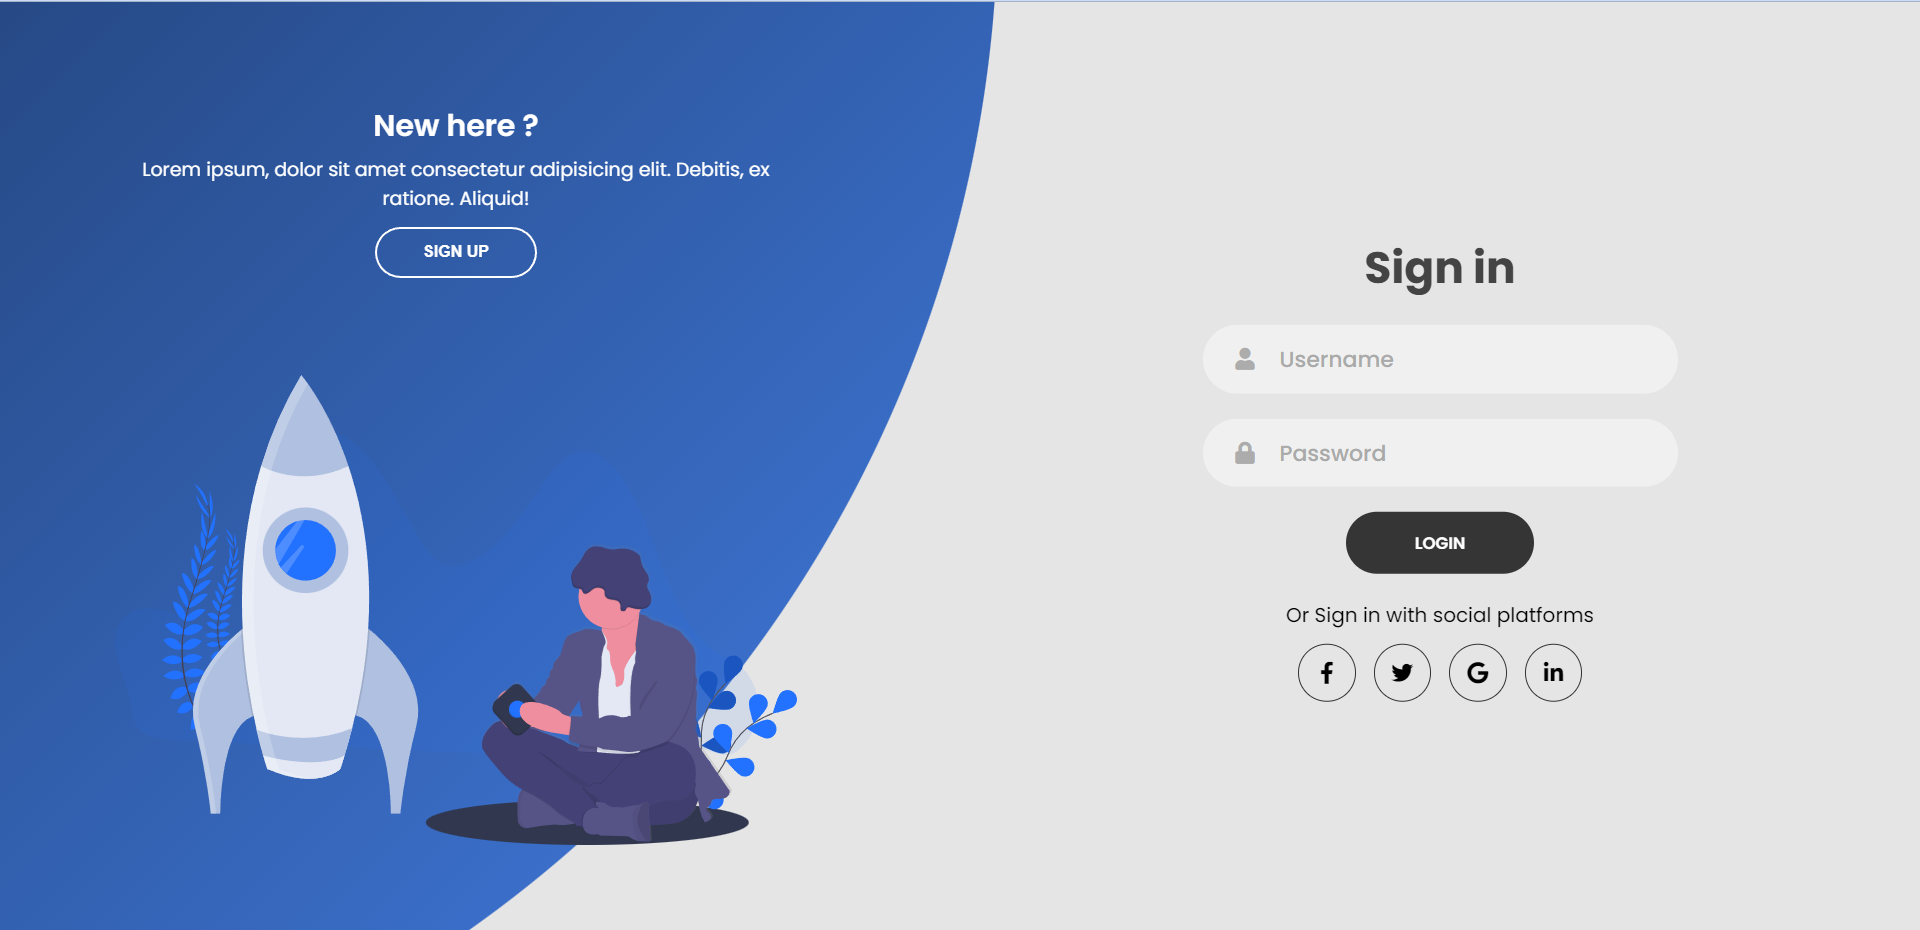 New here ?
Lorem ipsum, dolor sit amet consectetur adipisicing elit. Debitis, ex
ratione. Aliquid!
SIGN UP
Sign in
Username
Password
LOGIN
Or Sign in with social platforms